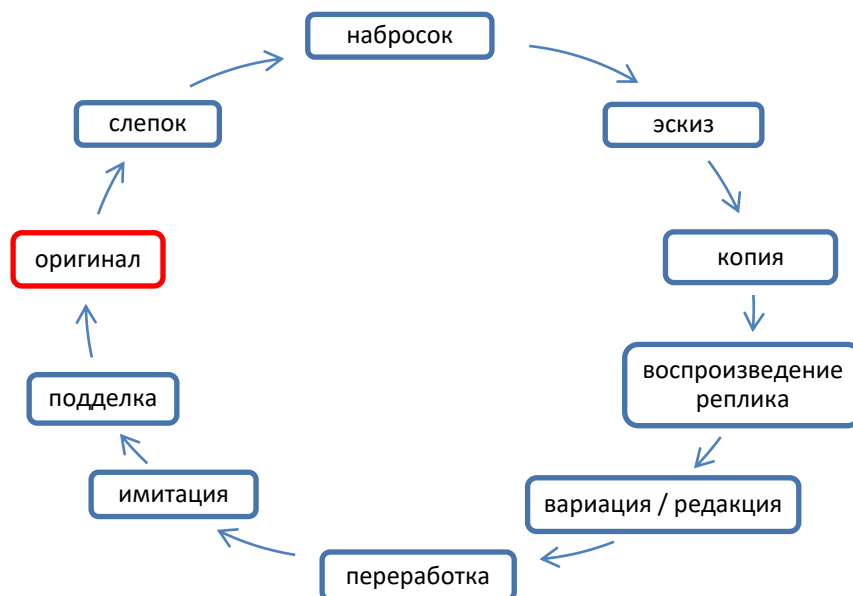 набросок
слепок
эскиз
оригинал
копия
воспроизведение
реплика
подделка
имитация
вариация / редакция
переработка